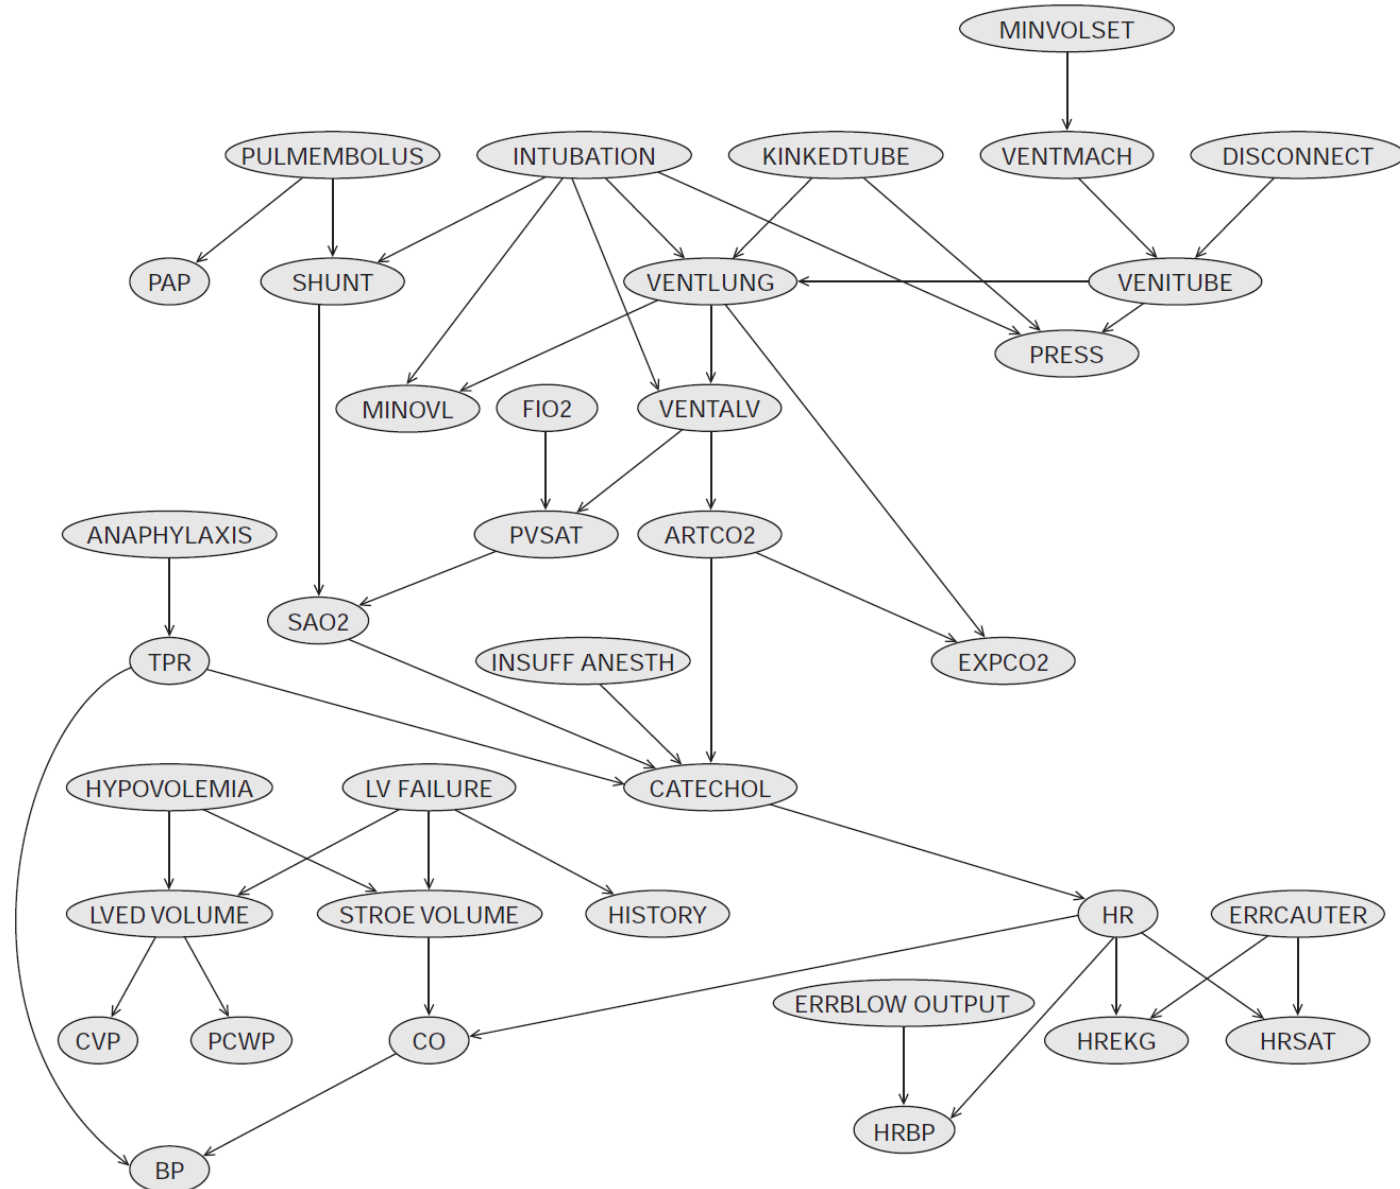 MINVOLSET
PULMEMBOLUS
INTUBATION
KINKEDTUBE
VENTMACH
DISCONNECT
PAP
SHUNT
VENTLUNG
VENITUBE
PRESS
MINOVL
FIO2
VENTALV
ANAPHYLAXIS
PVSAT
ARTCO2
SAO2
TPR
INSUFF ANESTH
EXPCO2
HYPOVOLEMIA
LV FAILURE
CATECHOL
LVED VOLUME
STROE VOLUME
HISTORY
HR
ERRCAUTER
ERRBLOW OUTPUT
CVP
PCWP
CO
HREKG
HRSAT
HRBP
BP